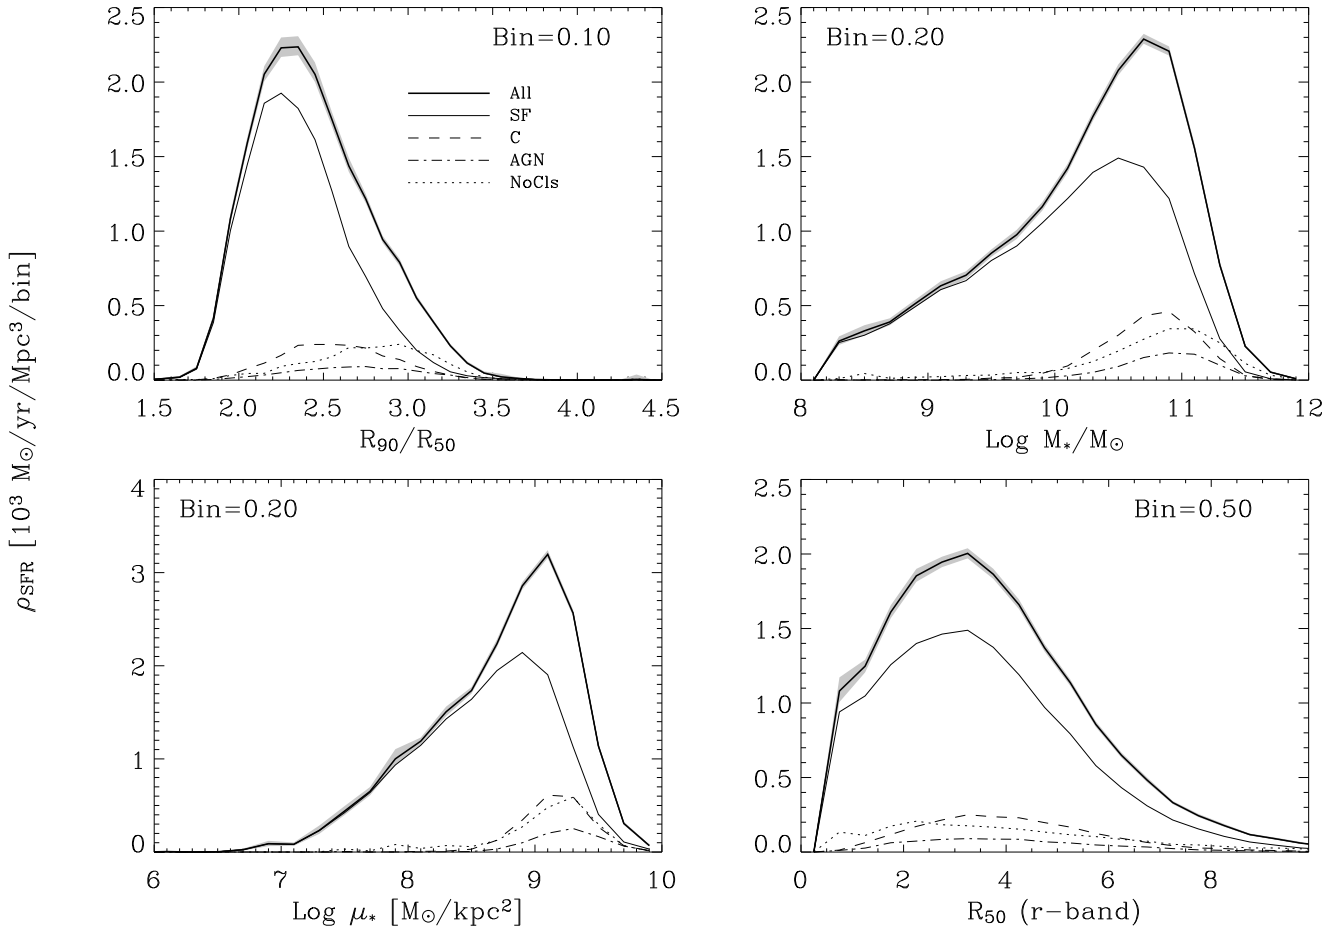 ρSFR [10³ M⊙/yr/Mpc³/bin]
Bin=0.10
All
SF
C
AGN
NoCls
2.5
2.0
1.5
1.0
0.5
0.0
1.5 2.0 2.5 3.0 3.5 4.0 4.5
R90/R50
Bin=0.20
2.5
2.0
1.5
1.0
0.5
0.0
8 9 10 11 12
Log M*/M⊙
Bin=0.20
4
3
2
1
0
6 7 8 9 10
Log μ* [M⊙/kpc²]
Bin=0.50
2.5
2.0
1.5
1.0
0.5
0.0
0 2 4 6 8
R50 (r-band)